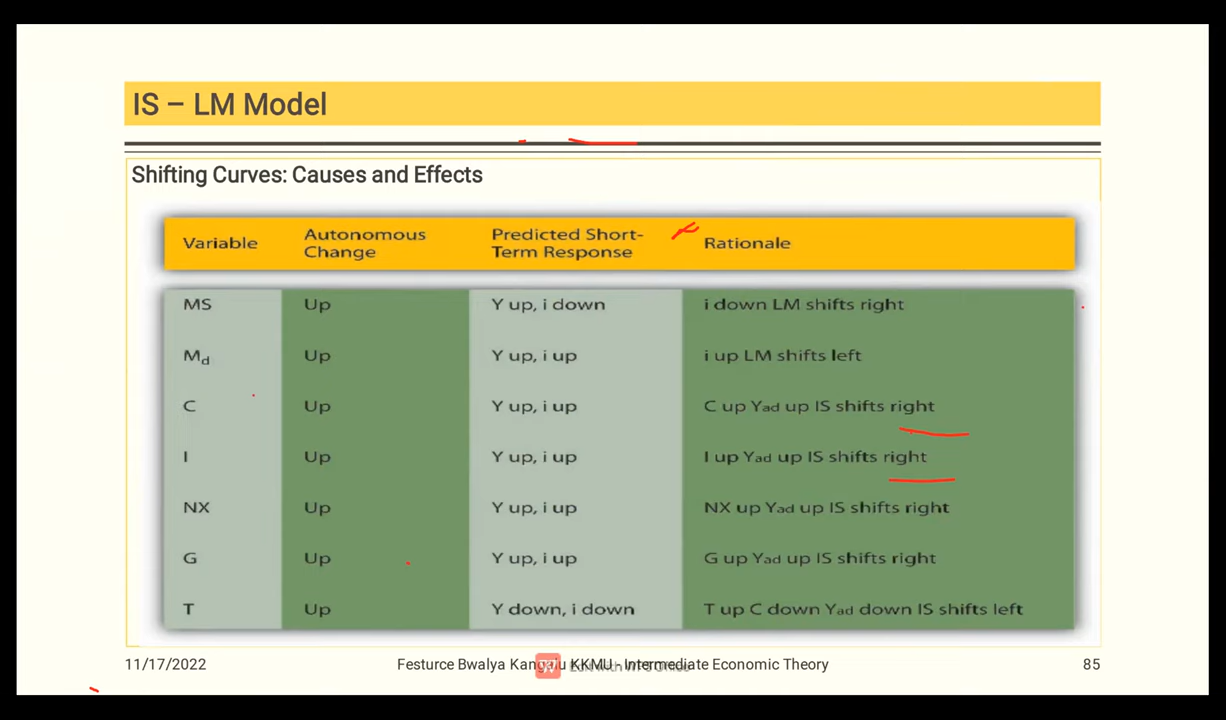 IS – LM Model
Shifting Curves: Causes and Effects
Variable Autonomous Change Predicted Short-Term Response Rationale
MS Up Y up, i down i down LM shifts right
Md Up Y up, i up i up LM shifts left
C Up Y up, i up C up Yad up IS shifts right
I Up Y up, i up I up Yad up IS shifts right
NX Up Y up, i up NX up Yad up IS shifts right
G Up Y up, i up G up Yad up IS shifts right
T Up Y down, i down T up C down Yad down IS shifts left
11/17/2022 Festurce Bwalya KKMU- Intermediate Economic Theory 85